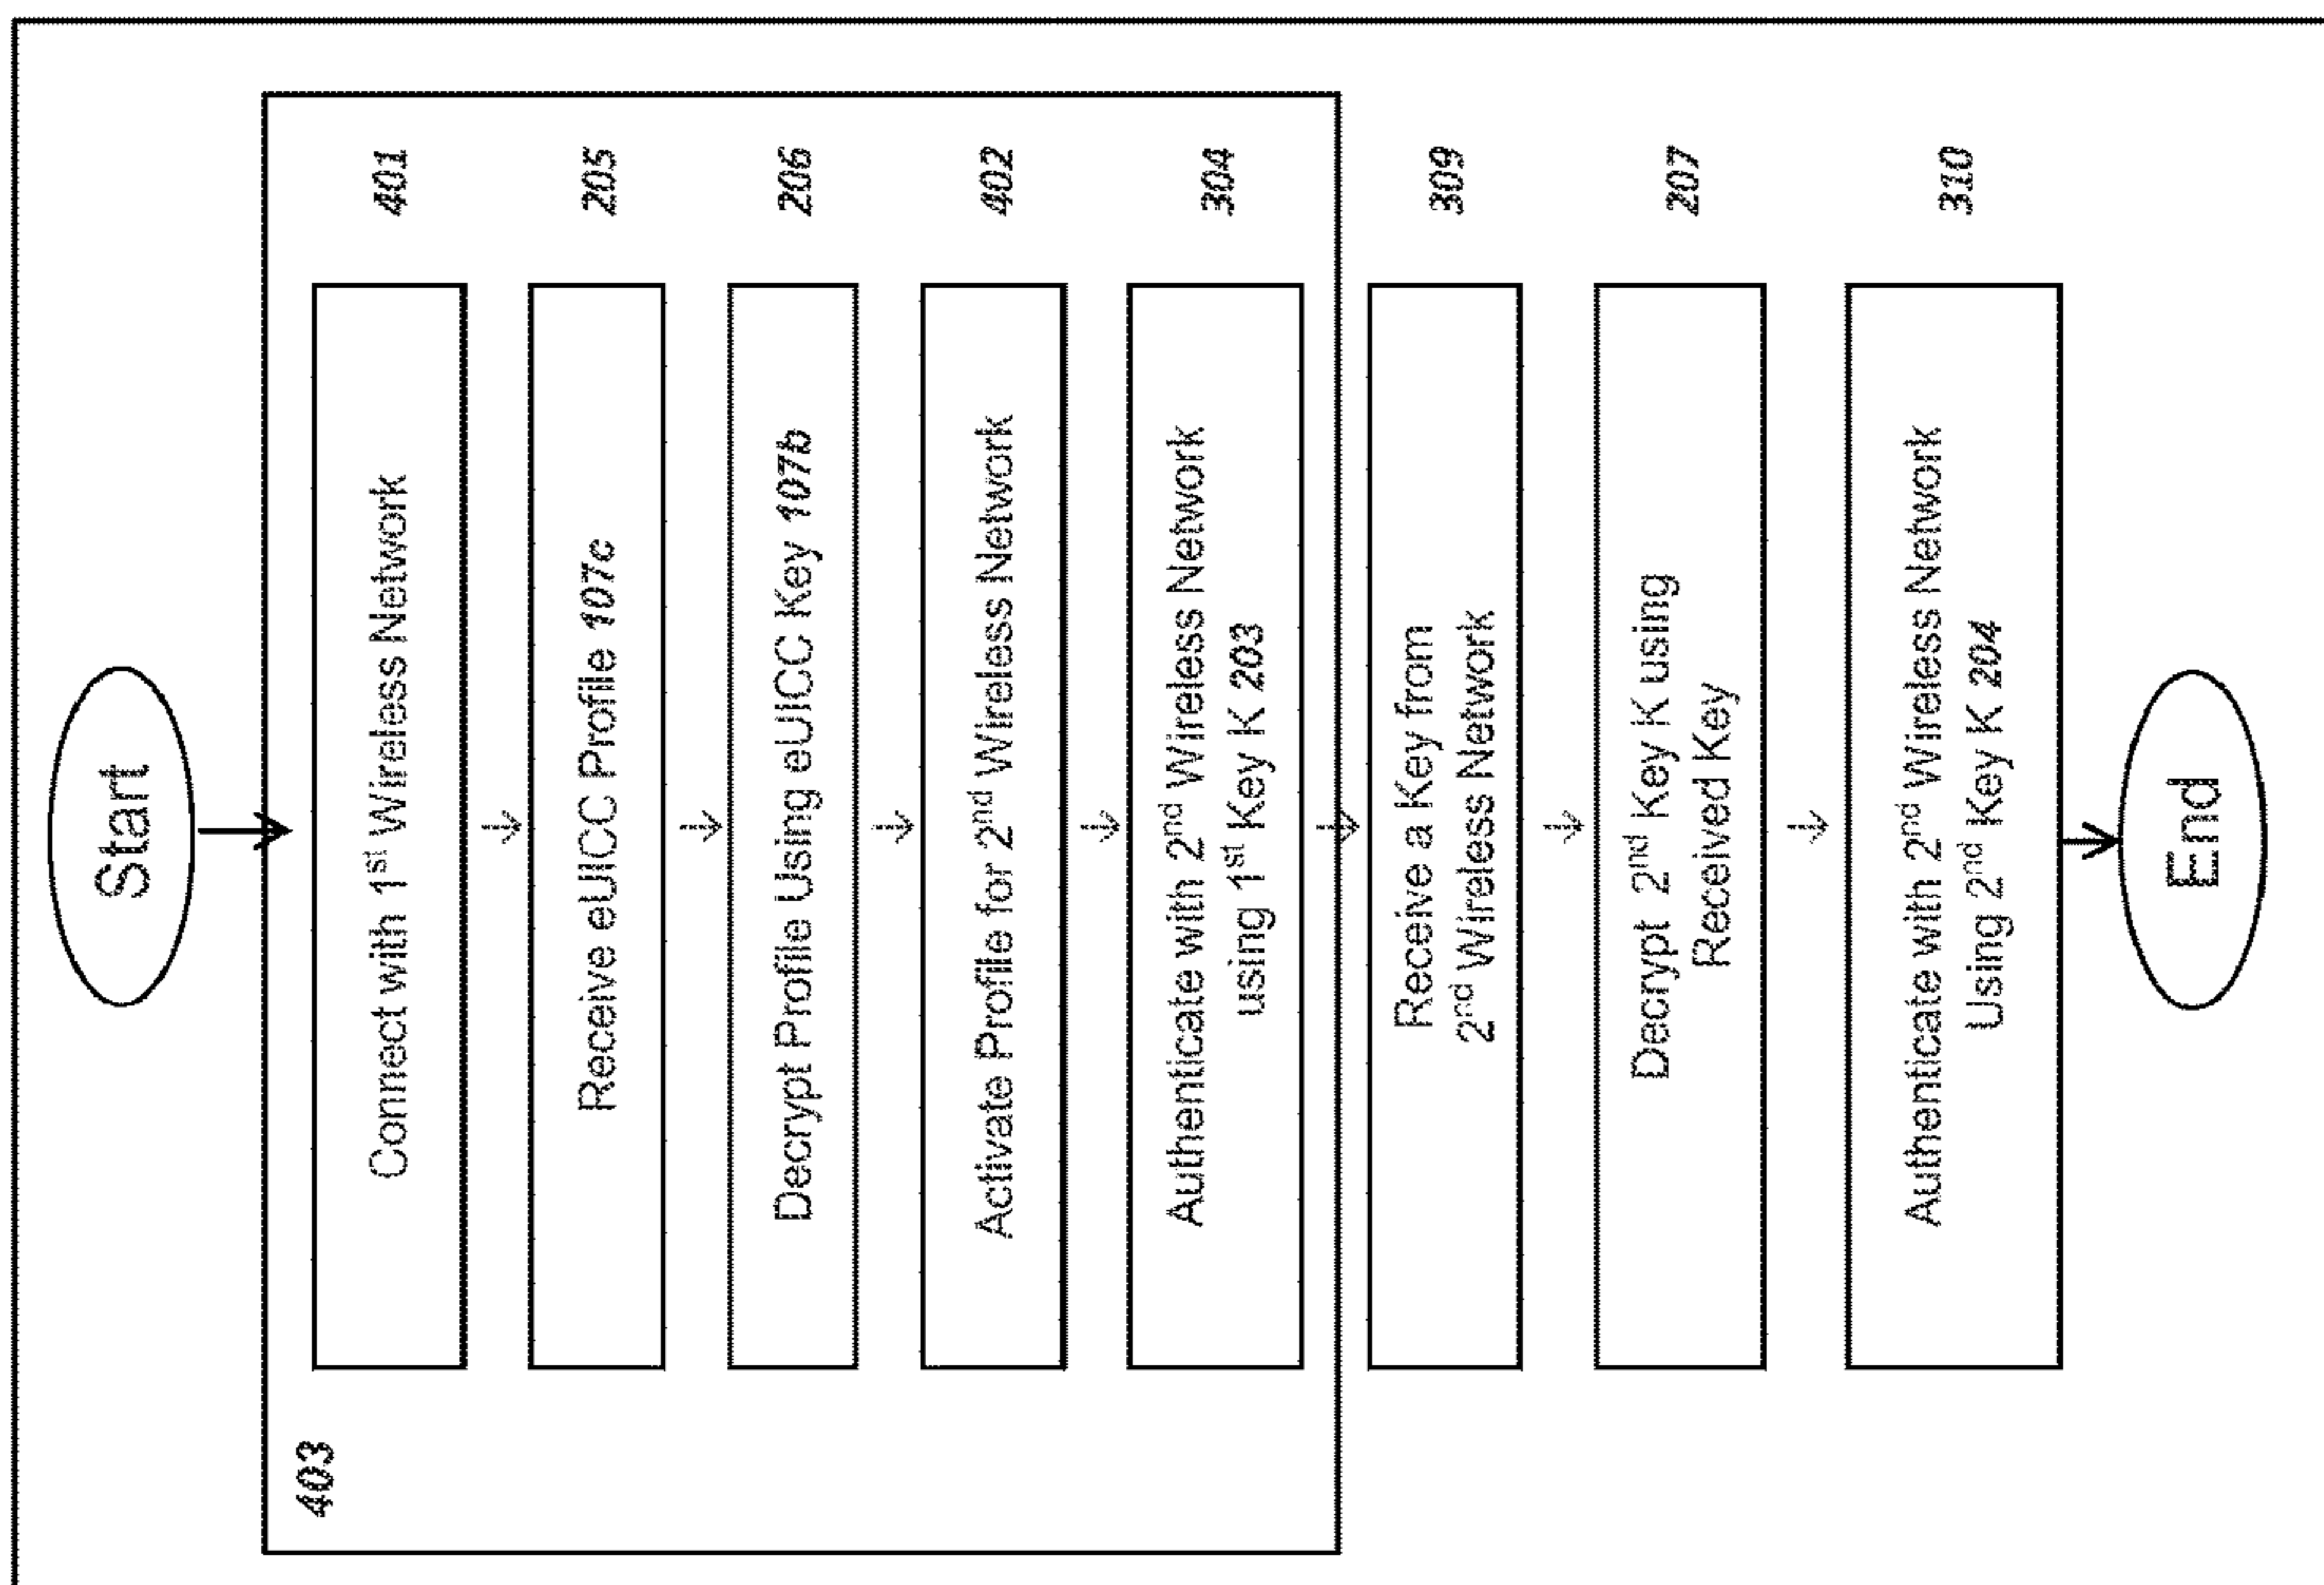 Start
403
Connect with 1st Wireless Network
401
Receive eUICC Profile 107c
205
Decrypt Profile Using eUICC Key 107b
206
Activate Profile for 2nd Wireless Network
402
Authenticate with 2nd Wireless Network
using 1st Key K 203
304
Receive a Key from
2nd Wireless Network
309
Decrypt 2nd Key K using
Received Key
207
Authenticate with 2nd Wireless Network
Using 2nd Key K 204
310
End